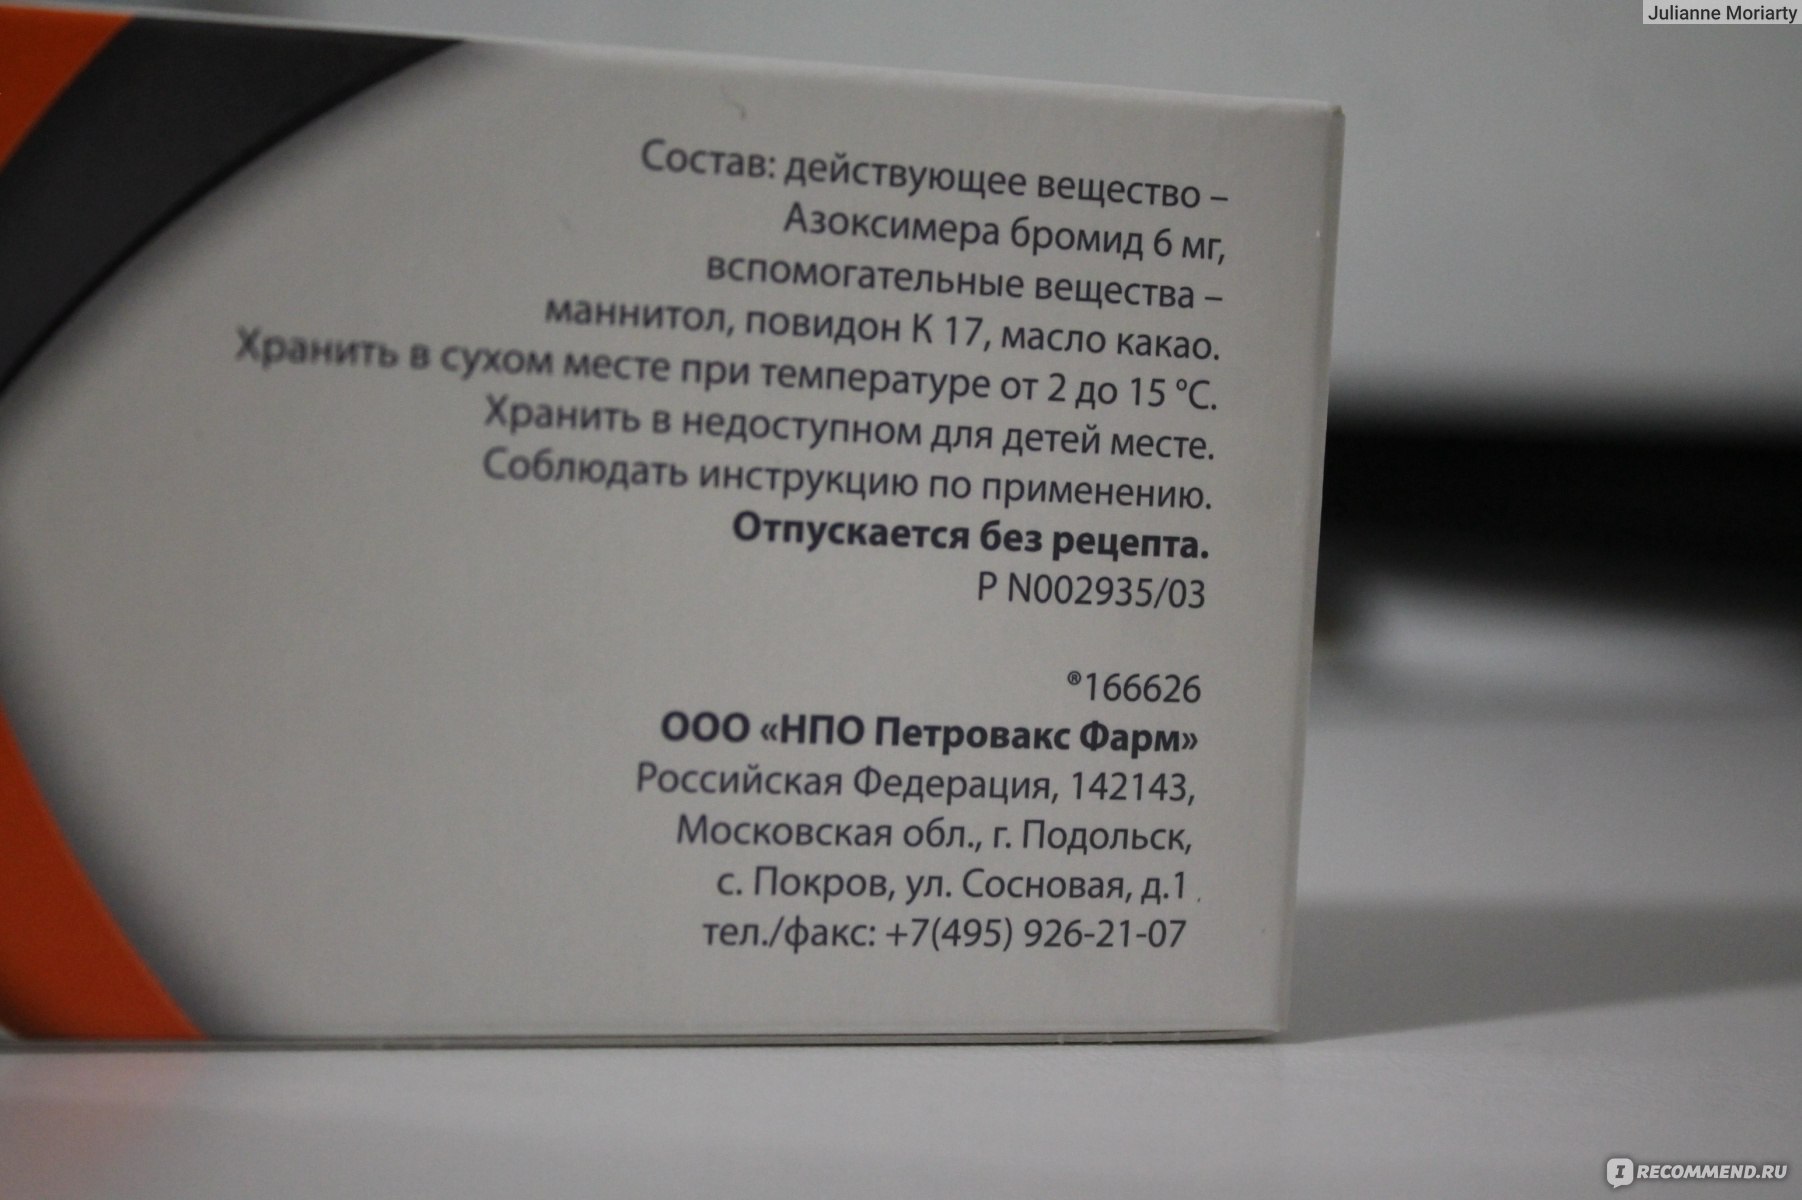 Julianne Moriarty
Состав: действующее вещество –
Азоксимера бромид 6 мг,
вспомогательные вещества –
маннитол, повидон К 17, масло какао.
Хранить в сухом месте при температуре от 2 до 15 °С.
Хранить в недоступном для детей месте.
Соблюдать инструкцию по применению.
Отпускается без рецепта.
Р N002935/03
®166626
ООО «НПО Петровакс Фарм»
Российская Федерация, 142143,
Московская обл., г. Подольск,
с. Покров, ул. Сосновая, д.1
тел./факс: +7(495) 926-21-07
I RECOMMEND.RU